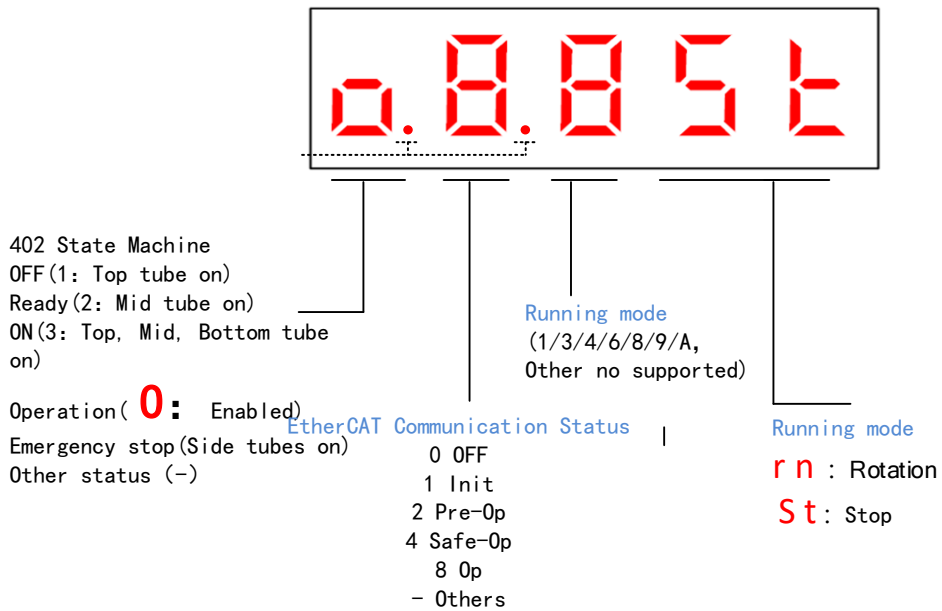 o.8.8St
402 State Machine
OFF(1: Top tube on)
Ready(2: Mid tube on)
ON(3: Top, Mid, Bottom tube
on)
Operation( 0: Enabled)
Emergency stop(Side tubes on)
Other status (-)
EtherCAT Communication Status
0 OFF
1 Init
2 Pre-Op
4 Safe-Op
8 Op
- Others
Running mode
(1/3/4/6/8/9/A,
Other no supported)
Running mode
r n : Rotation
S t: Stop